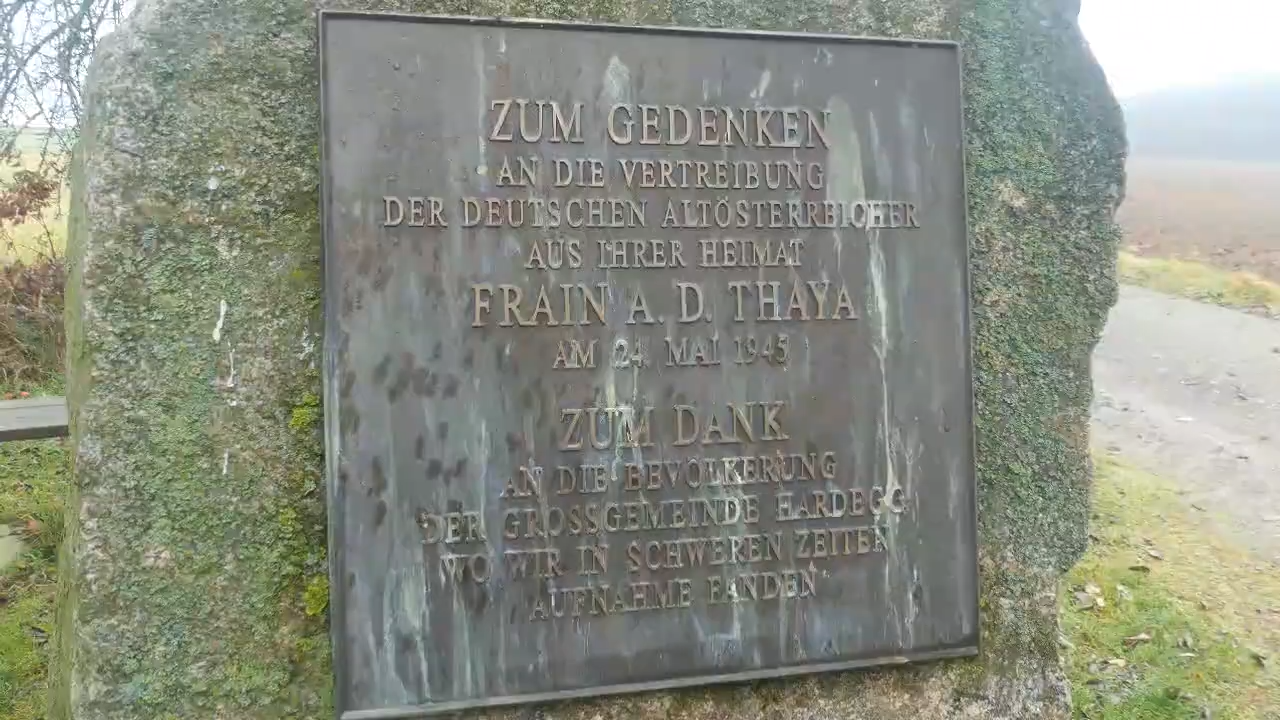 ZUM GEDENKEN
AN DIE VERTREIBUNG
DER DEUTSCHEN ALTÖSTERREICHER
AUS IHRER HEIMAT
FRAIN A. D. THAYA
AM 24. MAI 1945
ZUM DANK
AN DIE BEVÖLKERUNG
DER GROSSGEMEINDE HARDEGG
WO WIR IN SCHWEREN ZEITEN
AUFNAHME FANDEN